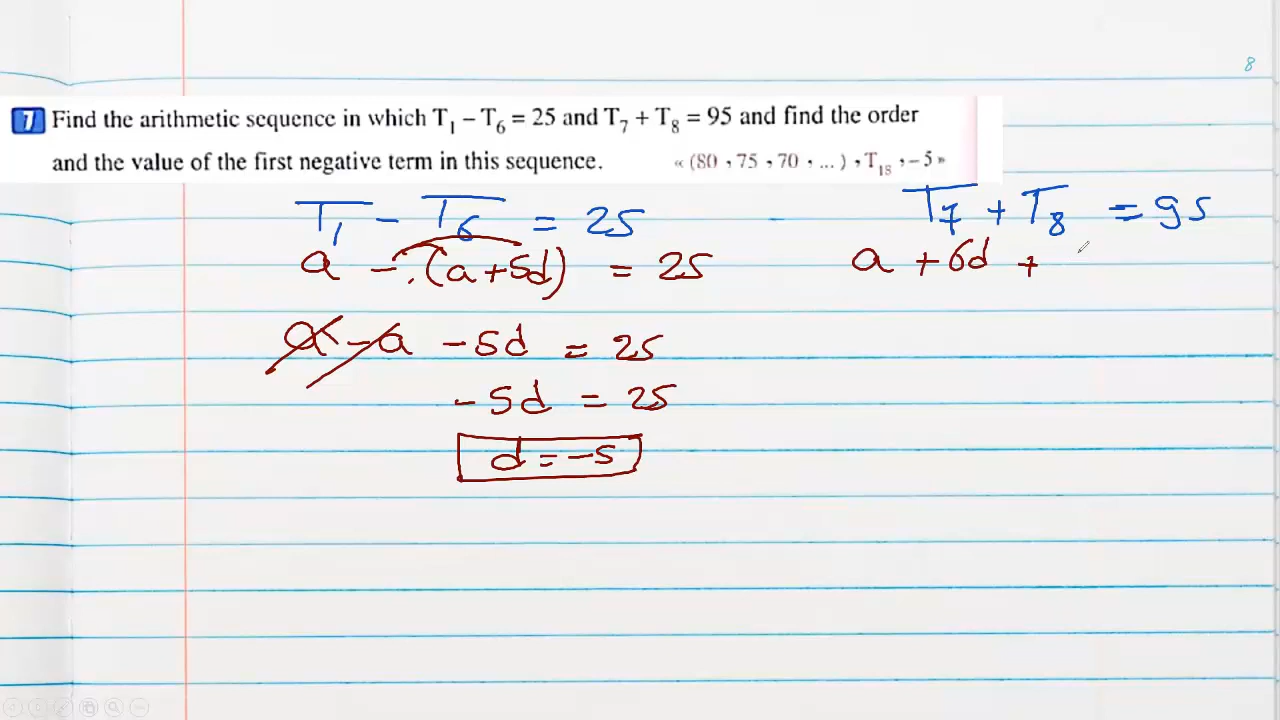 8
7 Find the arithmetic sequence in which T₁ − T₆ = 25 and T₇ + T₈ = 95 and find the order
and the value of the first negative term in this sequence. « (80 , 75 , 70 , ...) , T₁₈ , − 5 »
T₁ − T₆ = 25
a − (a + 5d) = 25
a − a − 5d = 25
− 5d = 25
d = − 5
T₇ + T₈ = 95
a + 6d +